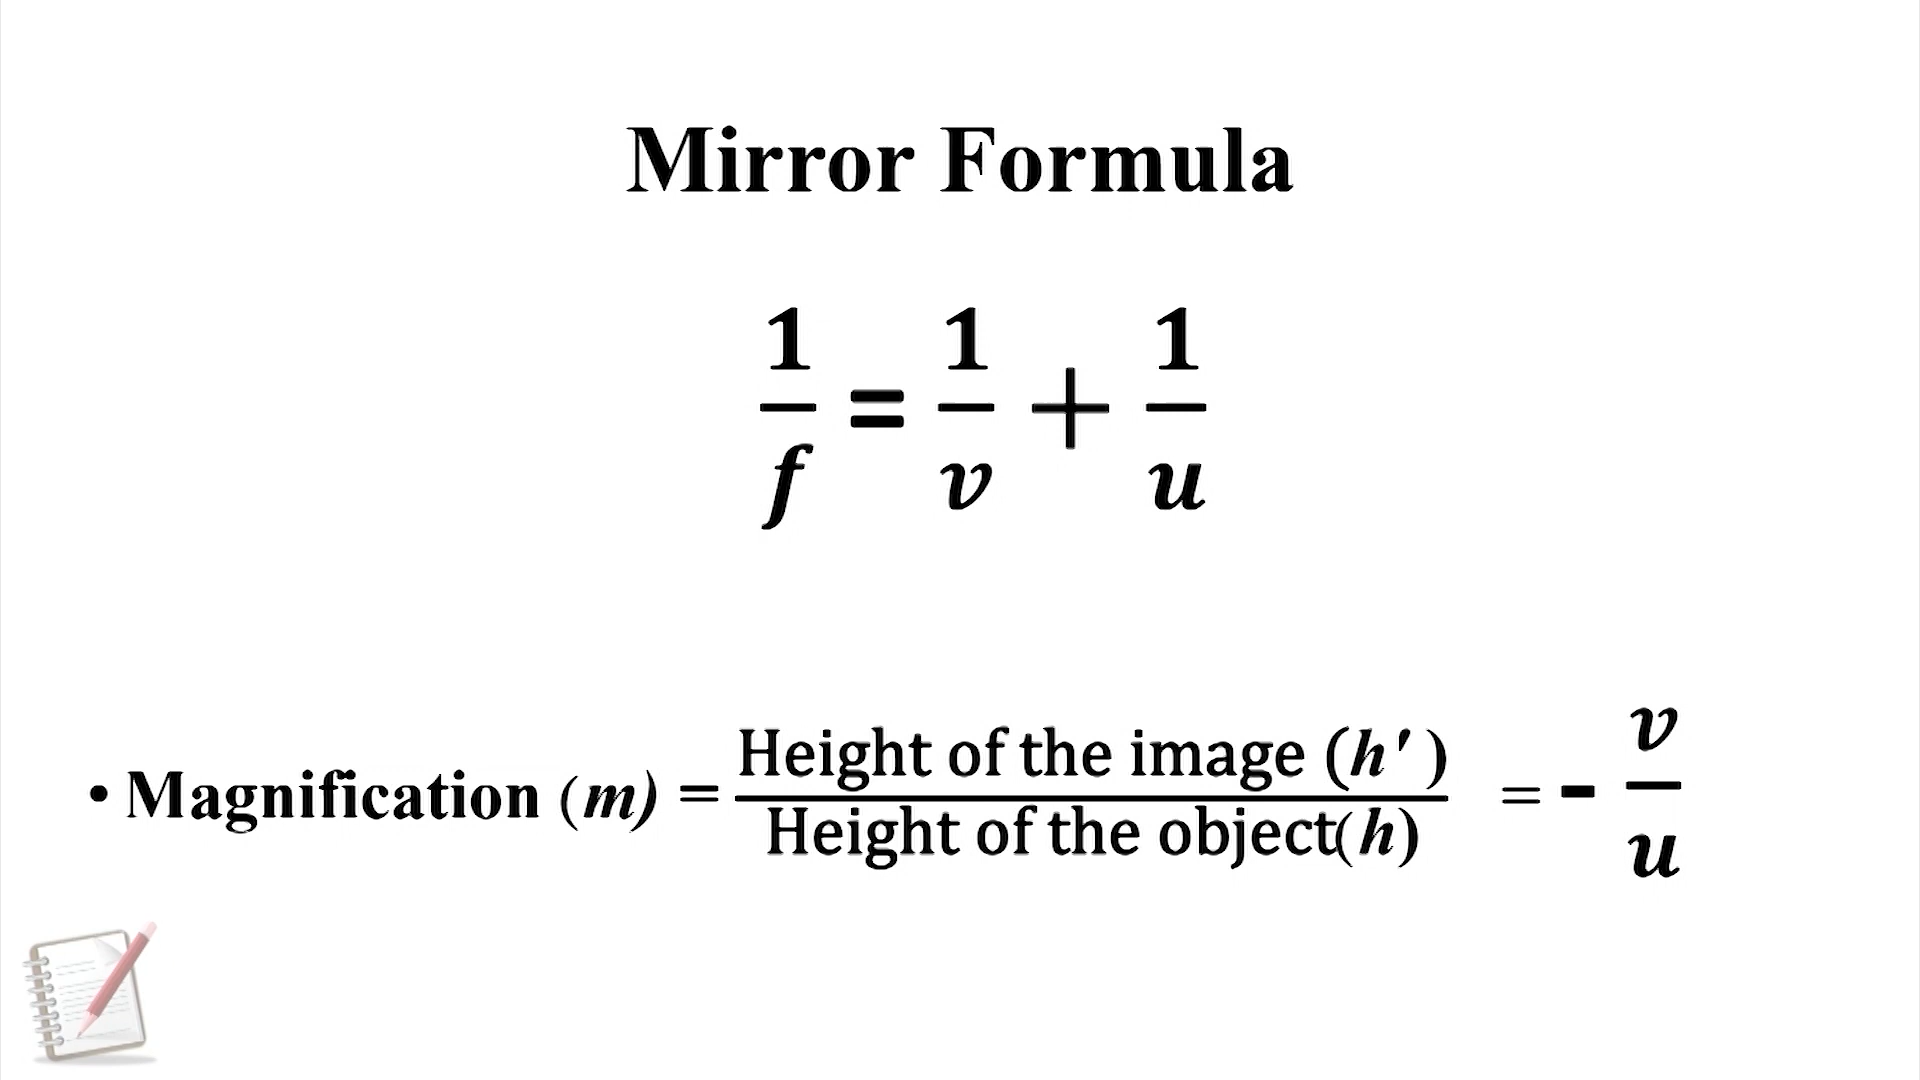 Mirror Formula
1/f = 1/v + 1/u
• Magnification (m) = Height of the image (h′) / Height of the object(h) = - v/u